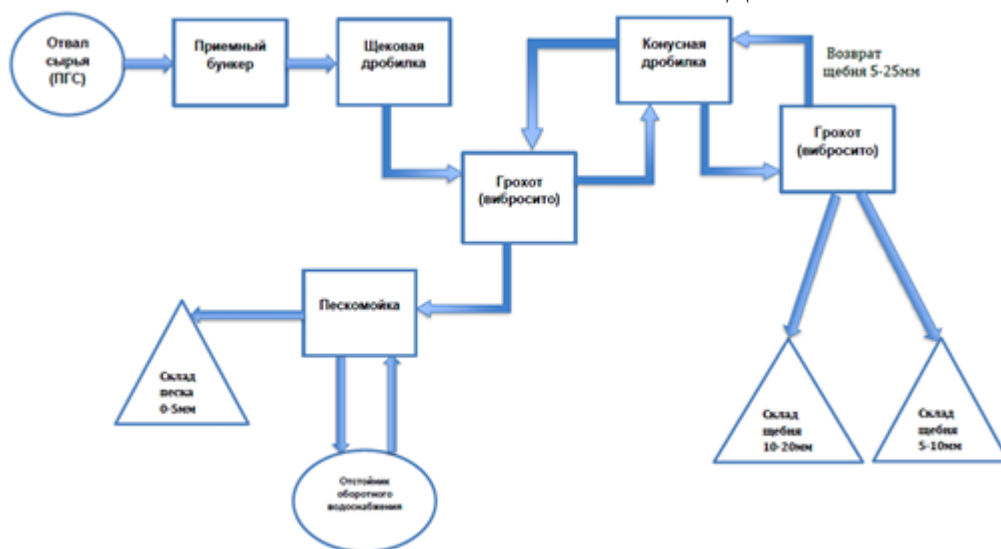 Отвал
сырья
(ПГС)
Приемный
бункер
Щековая
дробилка
Конусная
дробилка
Возврат
щебня 5-25мм
Грохот
(вибросито)
Грохот
(вибросито)
Пескомойка
Склад
песка
0-5мм
Отстойник
оборотного
водоснабжения
Склад
щебня
10-20мм
Склад
щебня
5-10мм